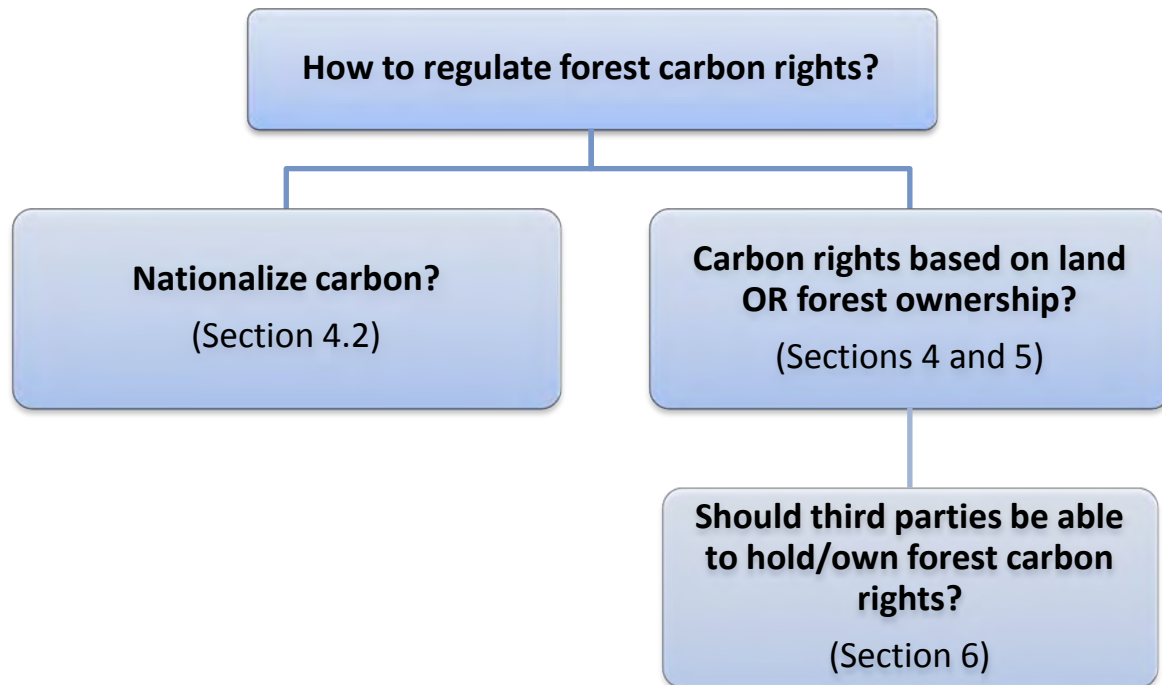 How to regulate forest carbon rights?
Nationalize carbon?
(Section 4.2)
Carbon rights based on land
OR forest ownership?
(Sections 4 and 5)
Should third parties be able
to hold/own forest carbon
rights?
(Section 6)